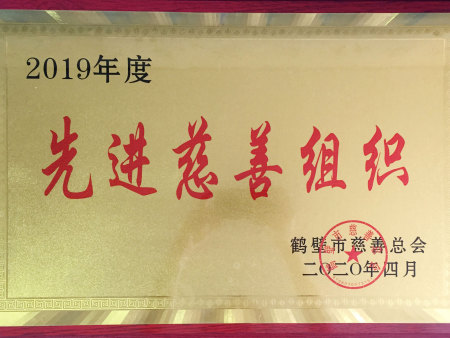 2019年度
先进慈善组织
鹤壁市慈善总会
二〇二〇年四月